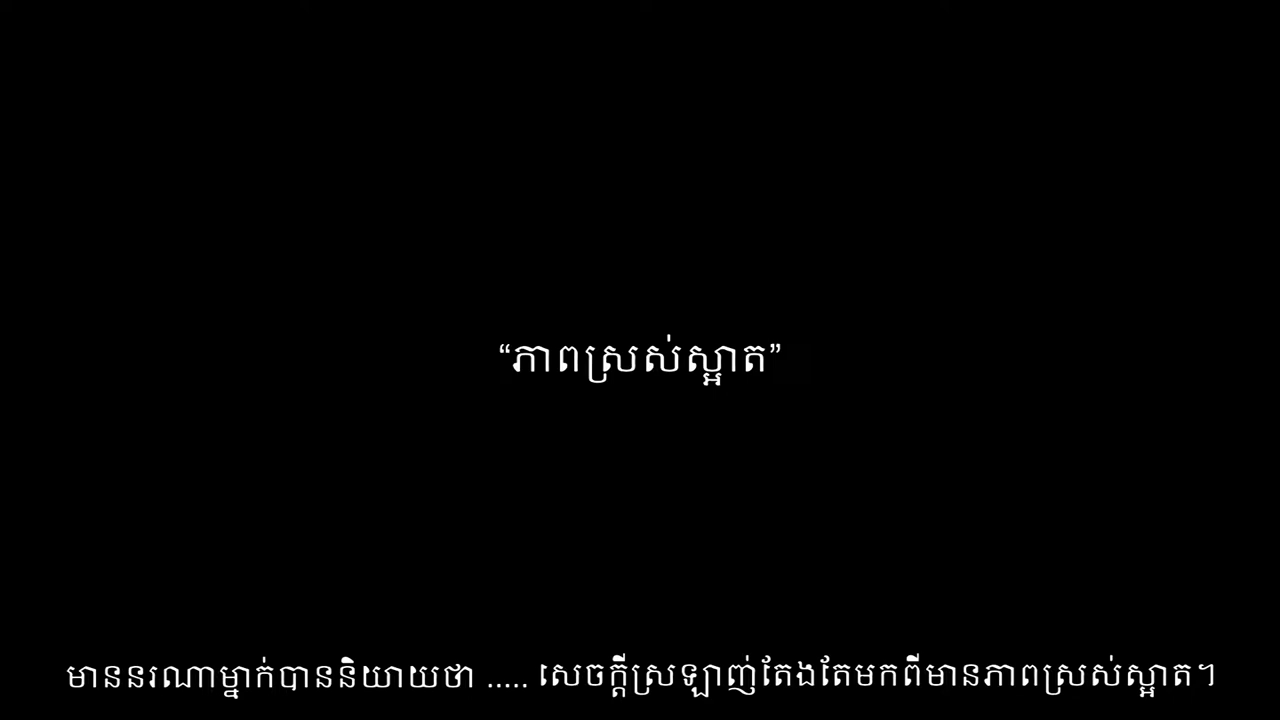 “ភាពស្រស់ស្អាត”
មាននរណាម្នាក់បាននិយាយថា ..... សេចក្តីស្រឡាញ់តែងតែមកពីមានភាពស្រស់ស្អាត។